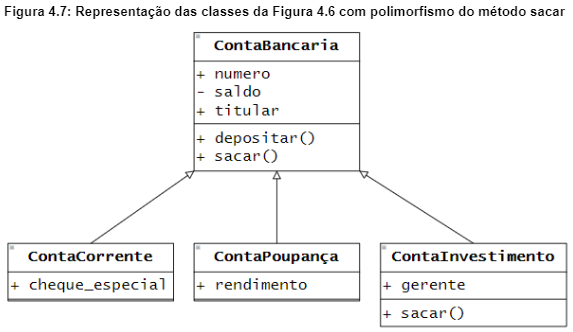 Figura 4.7: Representação das classes da Figura 4.6 com polimorfismo do método sacar
ContaBancaria
+ numero
- saldo
+ titular
+ depositar()
+ sacar()
ContaCorrente
+ cheque_especial
ContaPoupança
+ rendimento
ContaInvestimento
+ gerente
+ sacar()